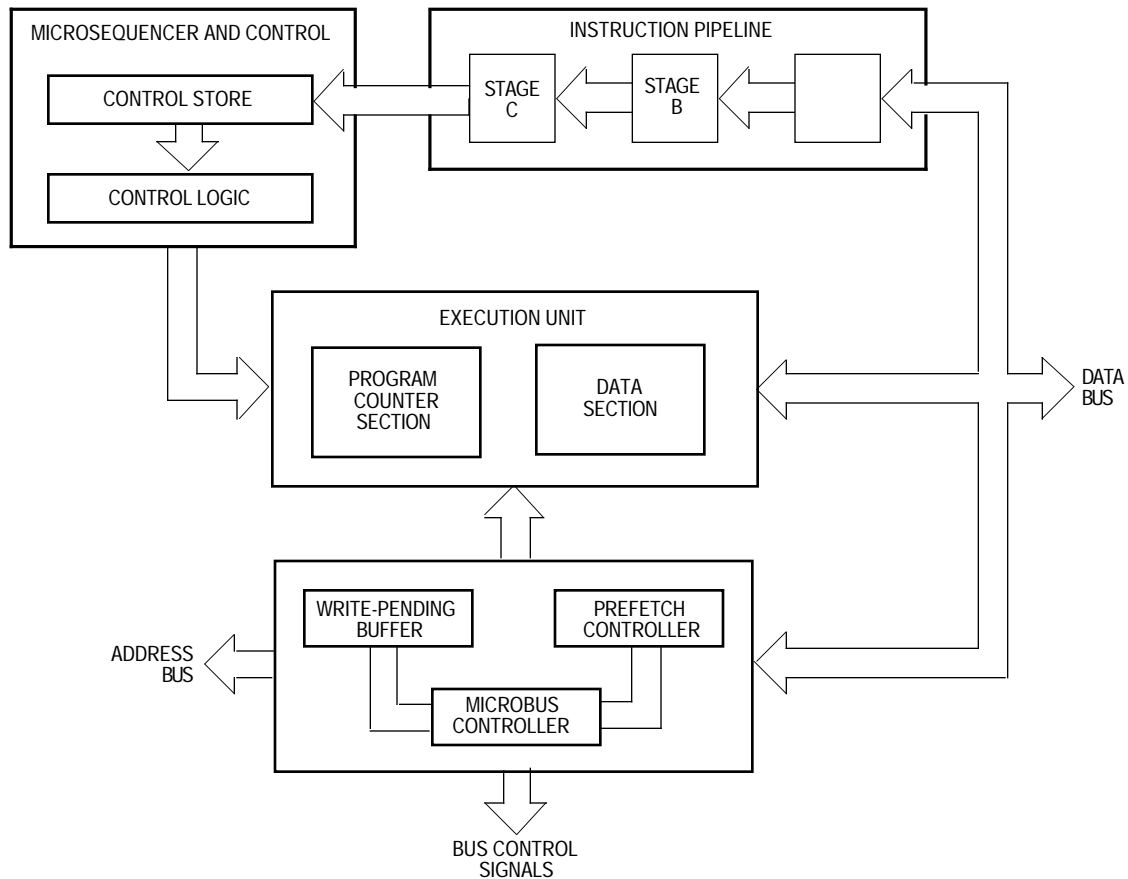 MICROSEQUENCER AND CONTROL
CONTROL STORE
CONTROL LOGIC
INSTRUCTION PIPELINE
STAGE
C
STAGE
B
EXECUTION UNIT
PROGRAM
COUNTER
SECTION
DATA
SECTION
DATA
BUS
WRITE-PENDING
BUFFER
PREFETCH
CONTROLLER
MICROBUS
CONTROLLER
ADDRESS
BUS
BUS CONTROL
SIGNALS